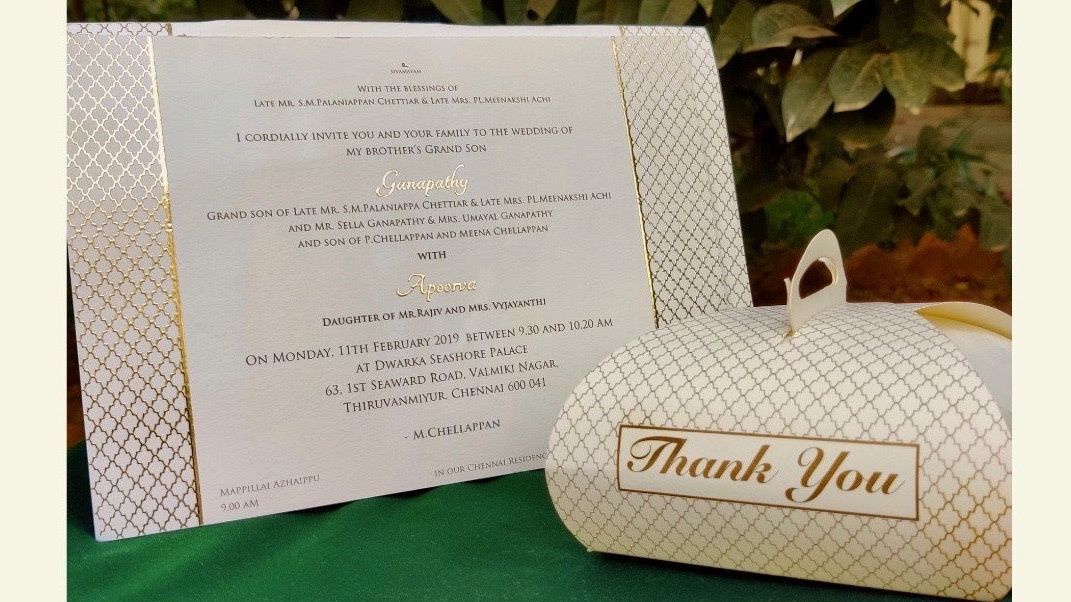 SIVAMAYAM
With the blessings of
Late Mr. S.M.Palaniappan Chettiar & Late Mrs. PL.Meenakshi Achi
I cordially invite you and your family to the wedding of
my brother's Grand Son
Gunapathy
Grand son of Late Mr. S.M.Palaniappa Chettiar & Late Mrs. PL.Meenakshi Achi
and Mr. Sella Ganapathy & Mrs. Umayal Ganapathy
and son of P.Chellappan and Meena Chellappan
with
Apoorva
Daughter of Mr.Rajiv and Mrs. Vyjayanthi
On Monday, 11th February 2019 between 9.30 and 10.20 AM
at Dwarka Seashore Palace
63, 1st Seaward Road, Valmiki Nagar,
Thiruvanmiyur, Chennai 600 041
- M.Chellappan
Mappillai Azhaippu
9.00 AM
in our Chennai Residenc
Thank You